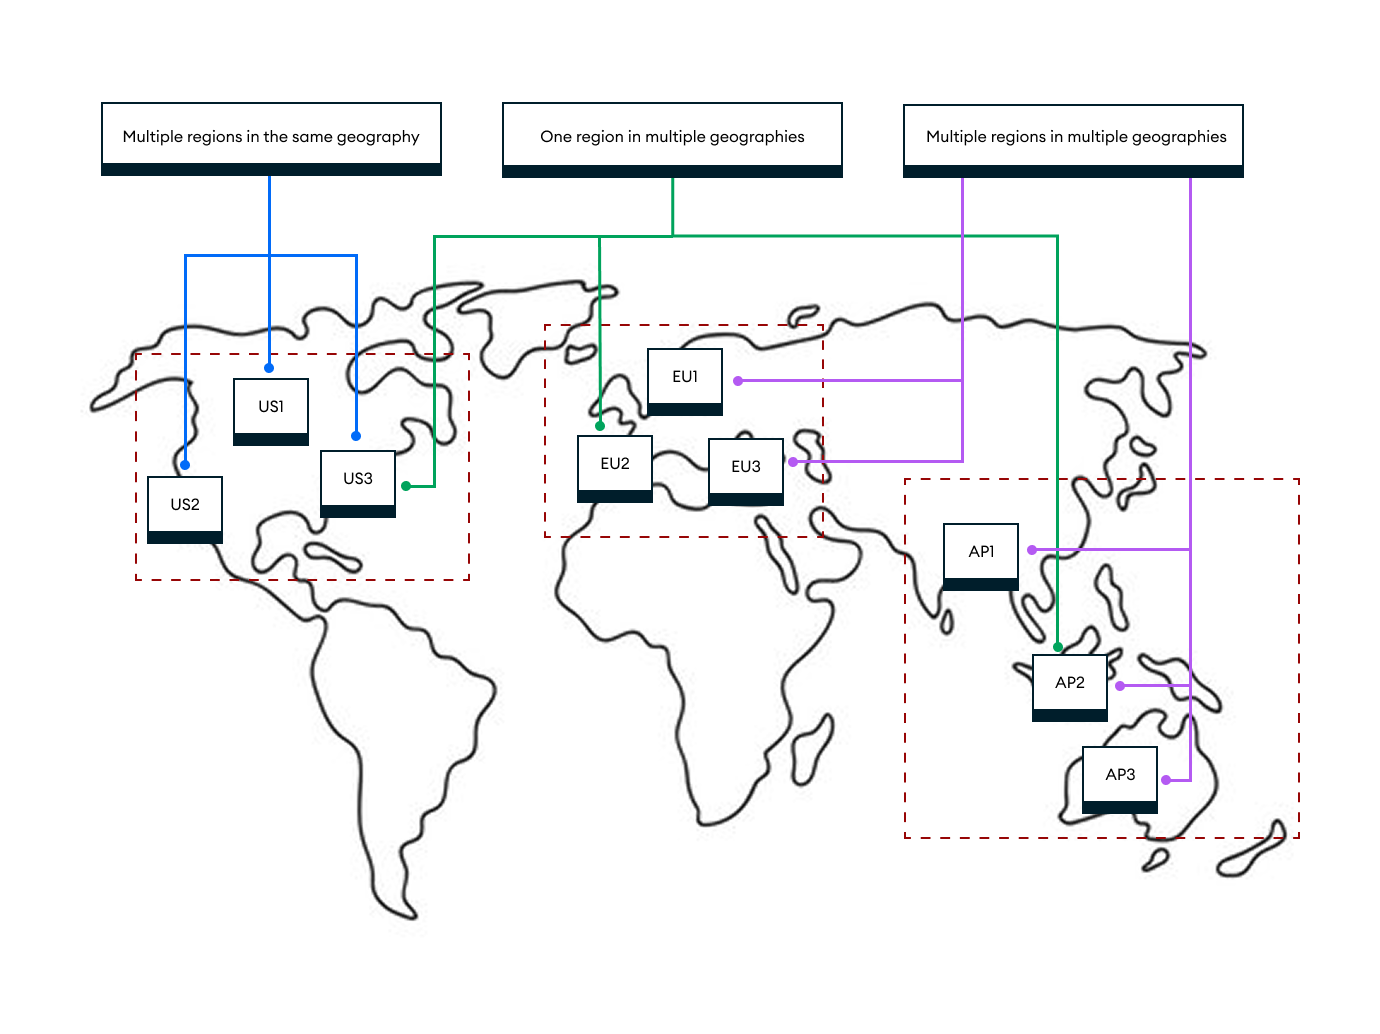 Multiple regions in the same geography
One region in multiple geographies
Multiple regions in multiple geographies
EU1
US1
EU2
EU3
US3
US2
AP1
AP2
AP3